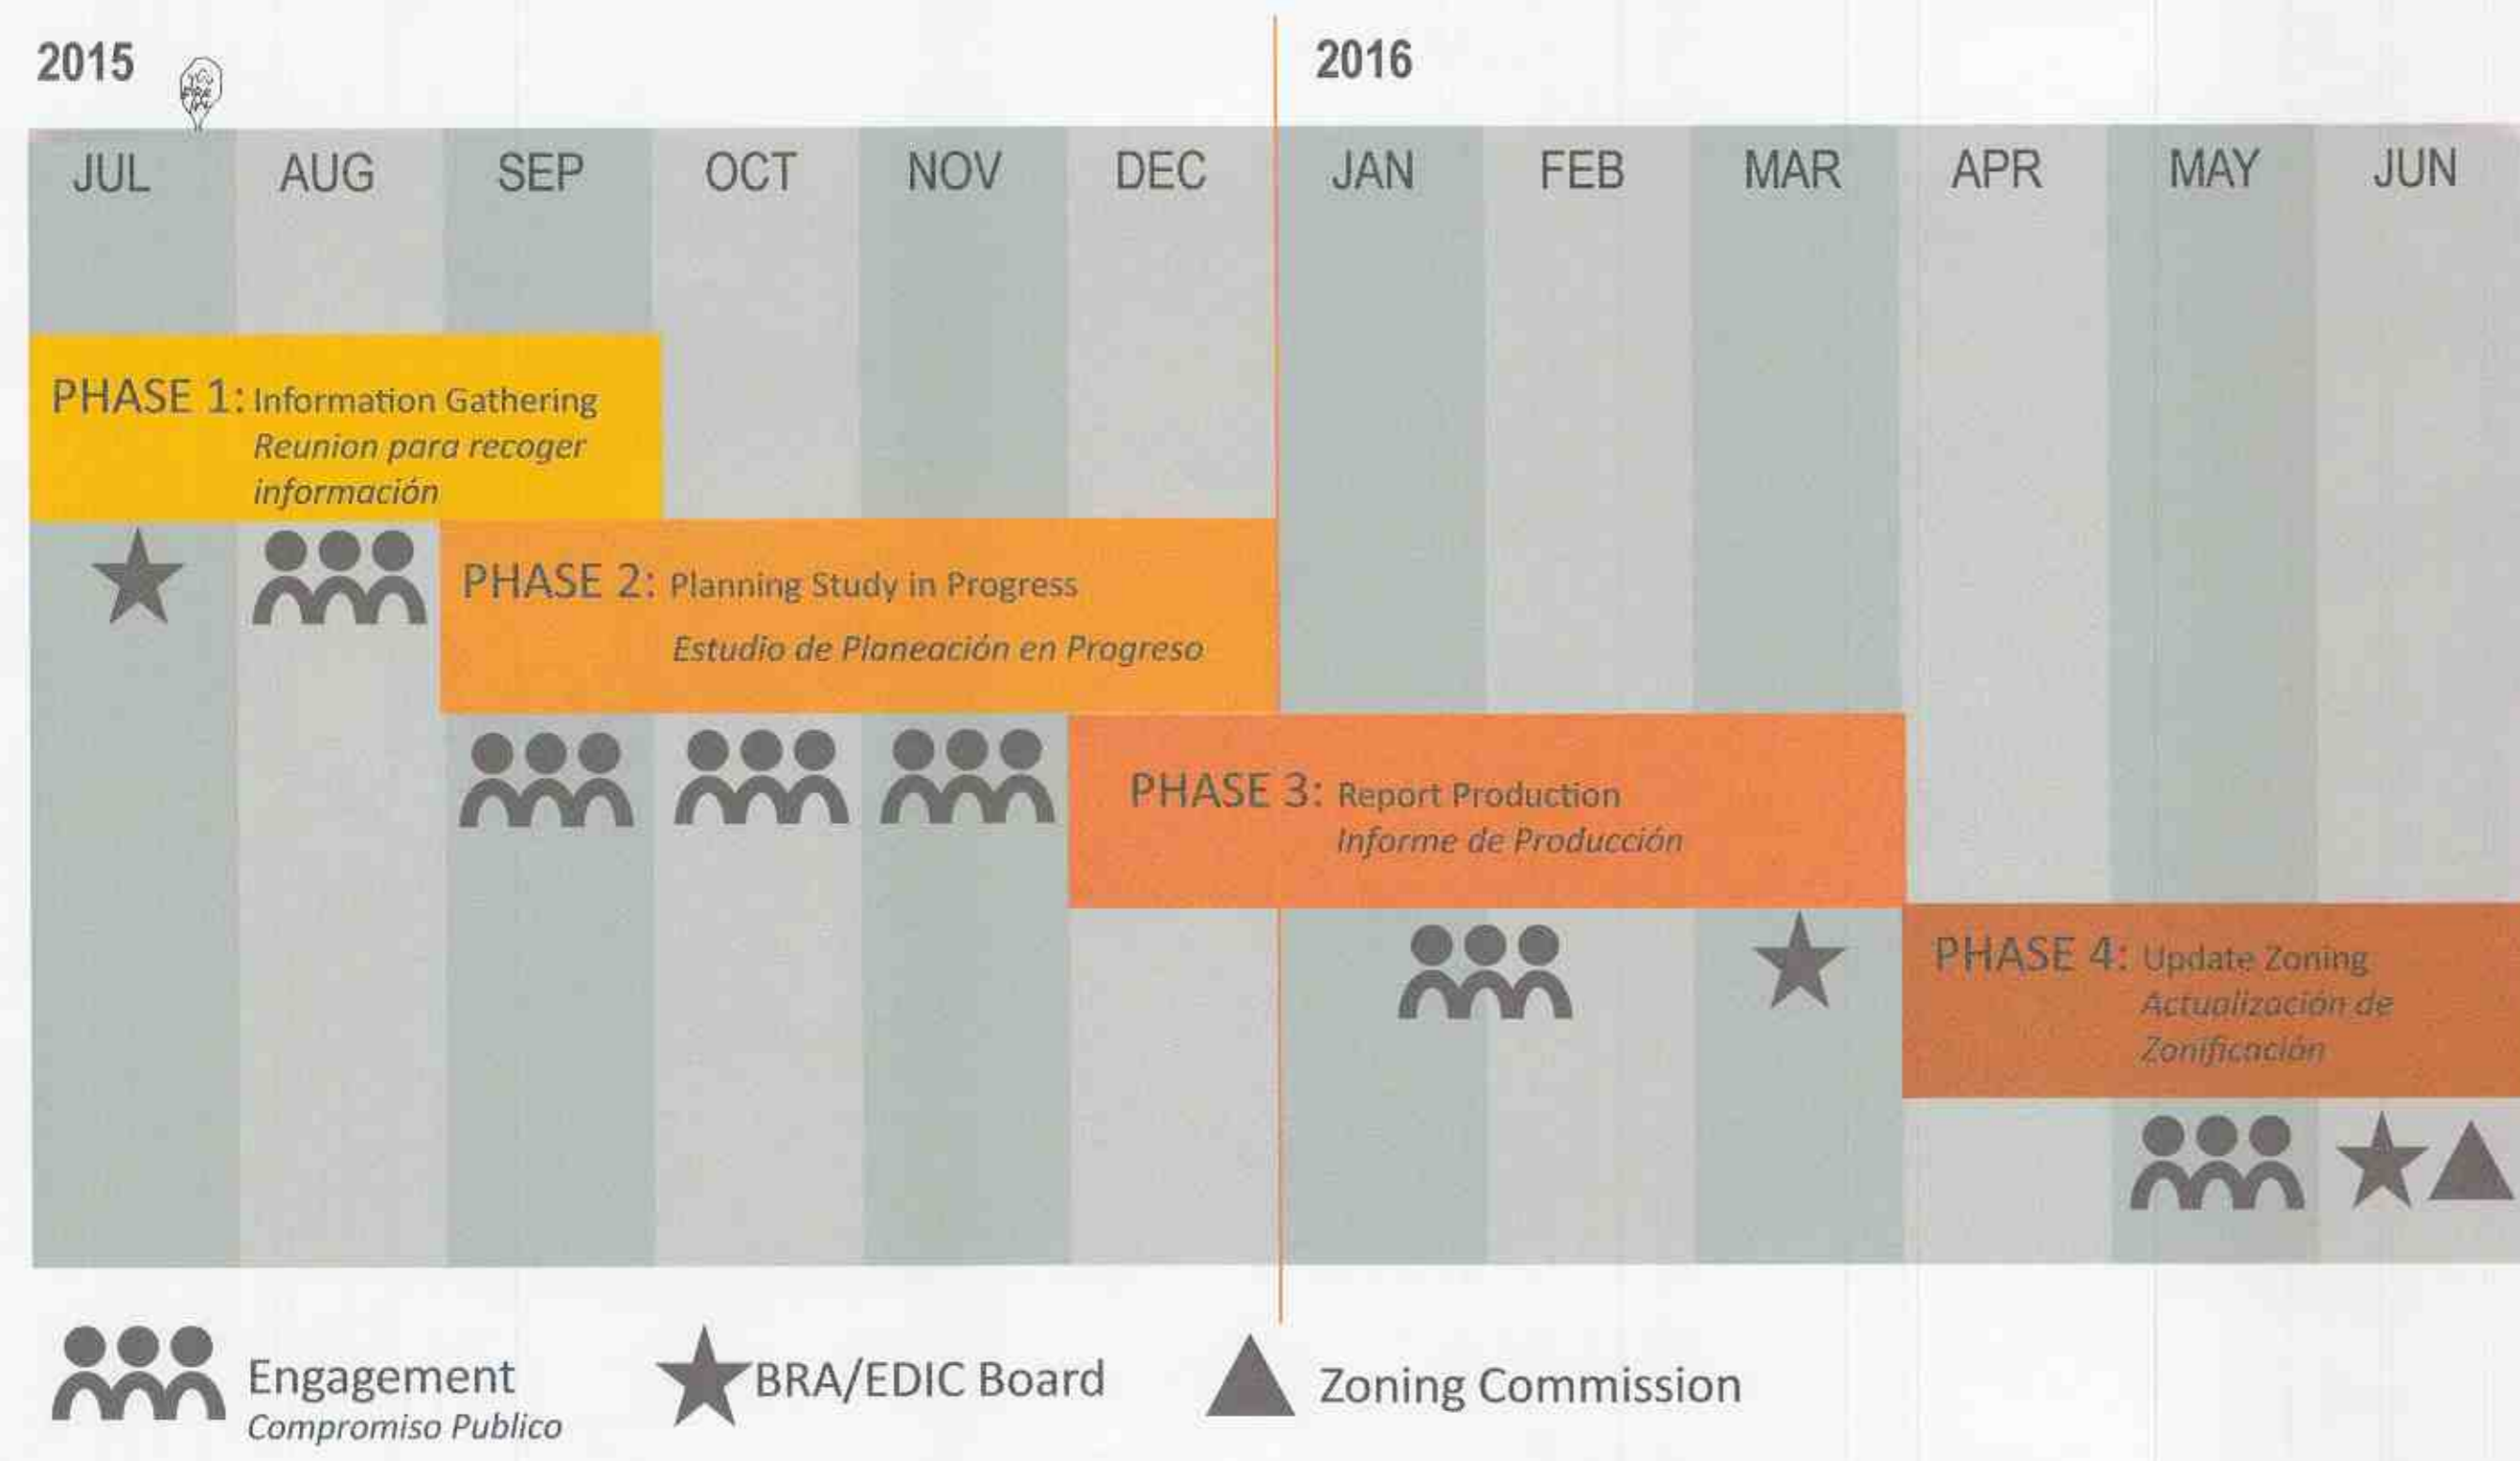 2015
2016
YOU
ARE
JUL AUG SEP OCT NOV DEC JAN FEB MAR APR MAY JUN
PHASE 1: Information Gathering
Reunion para recoger
información
PHASE 2: Planning Study in Progress
Estudio de Planeación en Progreso
PHASE 3: Report Production
Informe de Producción
PHASE 4: Update Zoning
Actualización de
Zonificación
Engagement
Compromiso Publico
BRA/EDIC Board
Zoning Commission